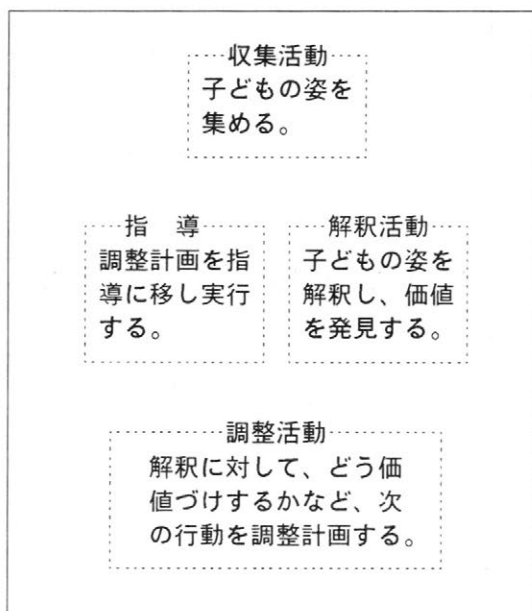 収集活動
子どもの姿を
集める。
指　導
調整計画を指
導に移し実行
する。
解釈活動
子どもの姿を
解釈し、価値
を発見する。
調整活動
解釈に対して、どう価
値づけするかなど、次
の行動を調整計画する。